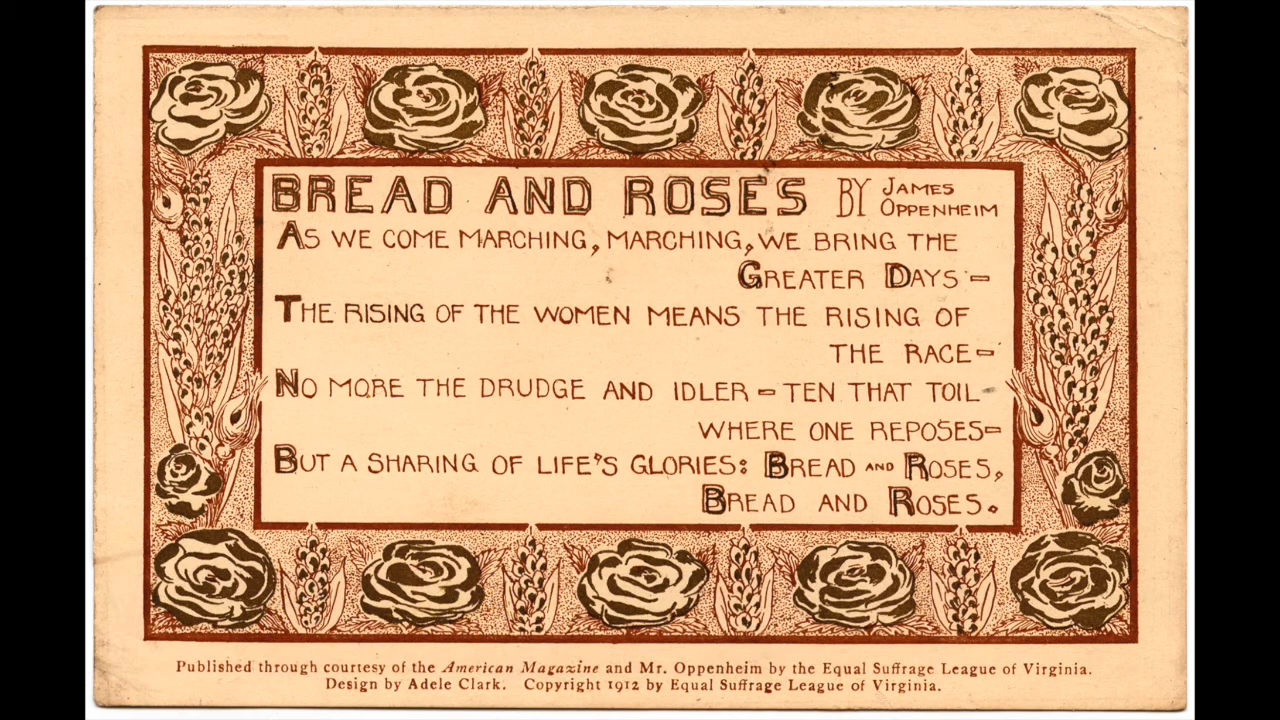 BREAD AND ROSES BY JAMES OPPENHEIM
AS WE COME MARCHING, MARCHING, WE BRING THE
GREATER DAYS -
THE RISING OF THE WOMEN MEANS THE RISING OF
THE RACE -
NO MORE THE DRUDGE AND IDLER - TEN THAT TOIL
WHERE ONE REPOSES -
BUT A SHARING OF LIFE'S GLORIES: BREAD AND ROSES,
BREAD AND ROSES.
Published through courtesy of the American Magazine and Mr. Oppenheim by the Equal Suffrage League of Virginia.
Design by Adele Clark. Copyright 1912 by Equal Suffrage League of Virginia.